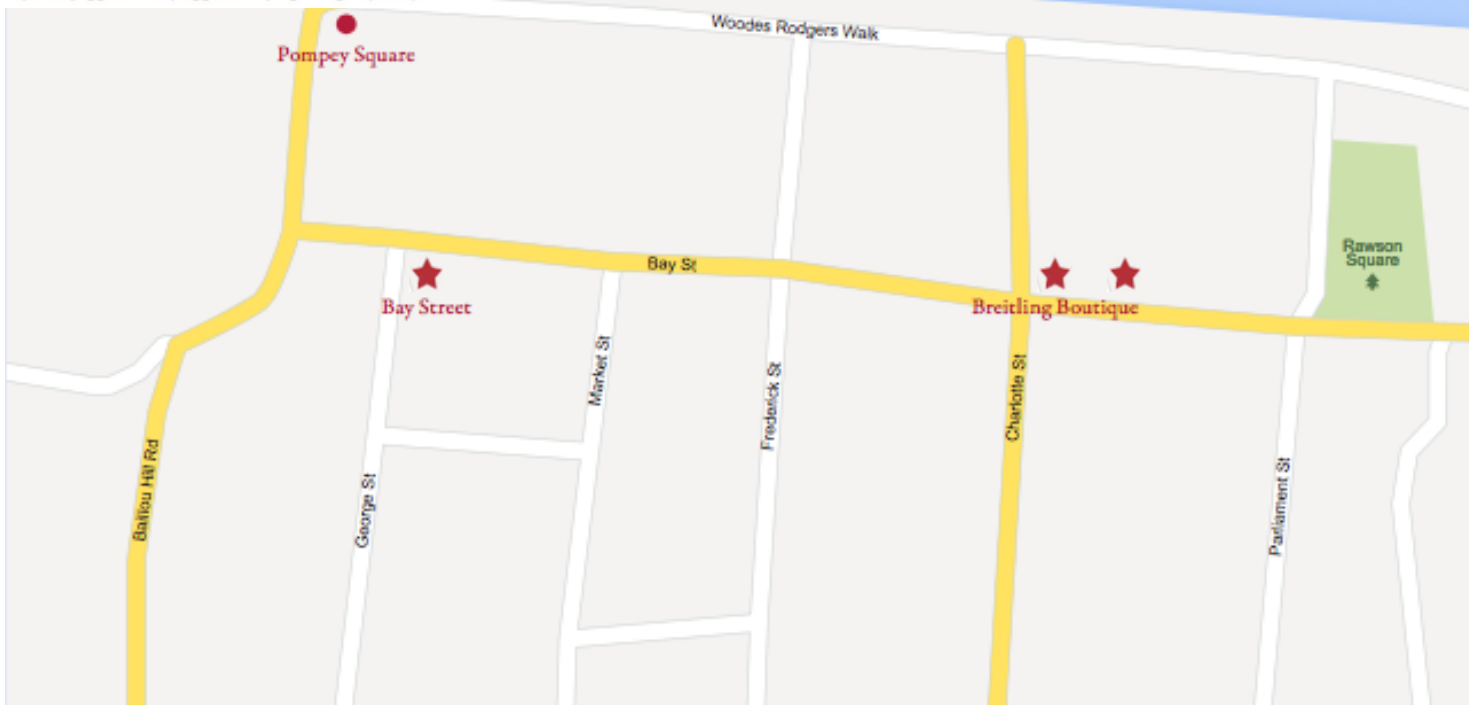 Woodes Rodgers Walk
Pompey Square
Rawson
Square
Bay St
Bay Street
Breitling Boutique
Market St
Frederick St
Charlotte St
Baillou Hill Rd
George St
Parliament St